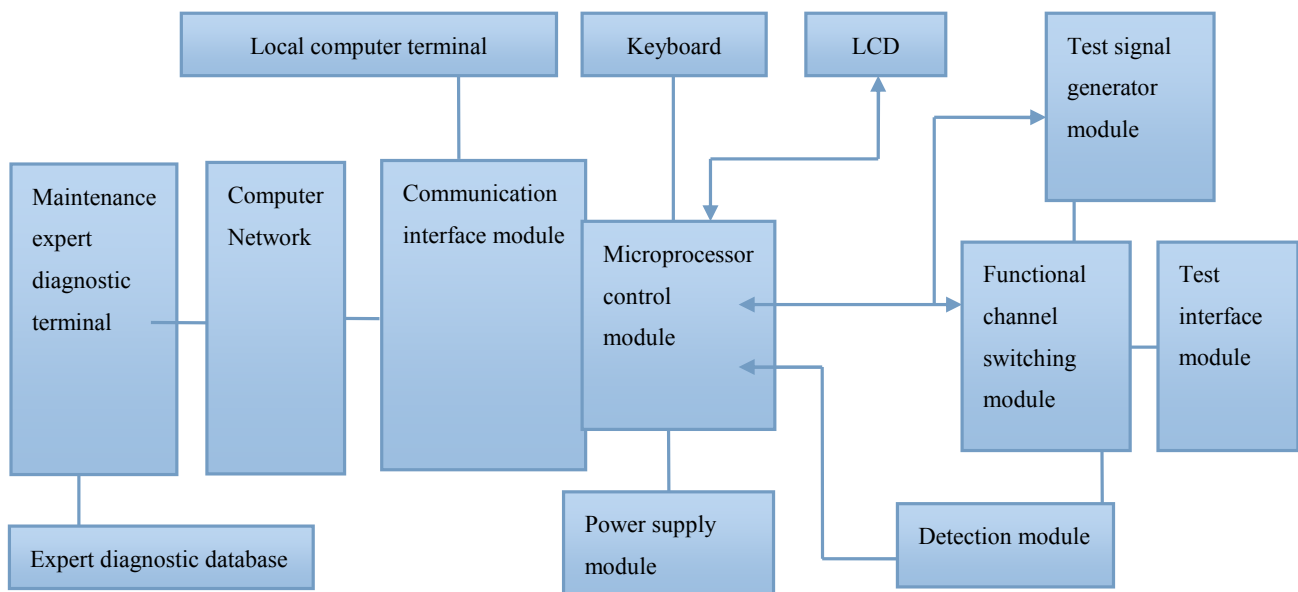 Local computer terminal
Keyboard
LCD
Test signal
generator
module
Maintenance
expert
diagnostic
terminal
Computer
Network
Communication
interface module
Microprocessor
control
module
Functional
channel
switching
module
Test
interface
module
Expert diagnostic database
Power supply
module
Detection module